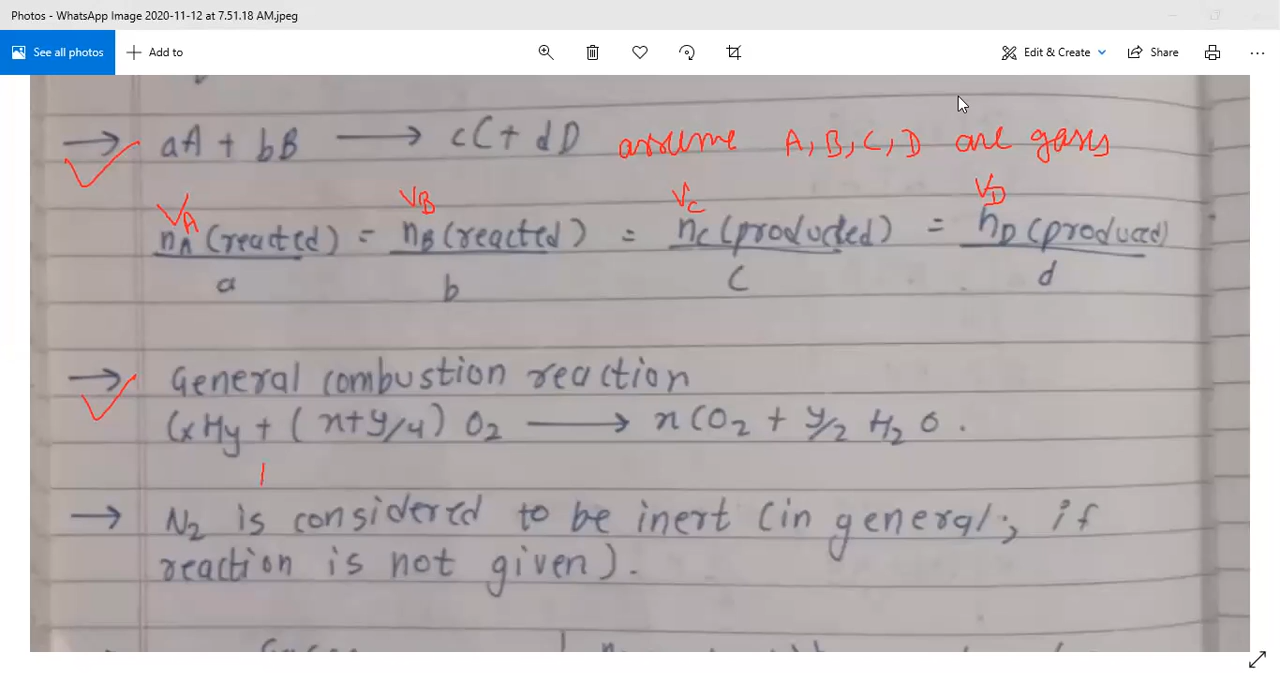 Photos - WhatsApp Image 2020-11-12 at 7.51.18 AM.jpeg
See all photos
Add to
Edit & Create
Share
→ aA + bB → cC + dD assume A, B, C, D are gases
VA VB VC VD
nA (reacted) = nB (reacted) = nC (producted) = nD (produced)
a b c d
→ General combustion reaction
CxHy + (x+y/4) O2 → x CO2 + y/2 H2O.
→ N2 is considered to be inert (in general; if
reaction is not given).